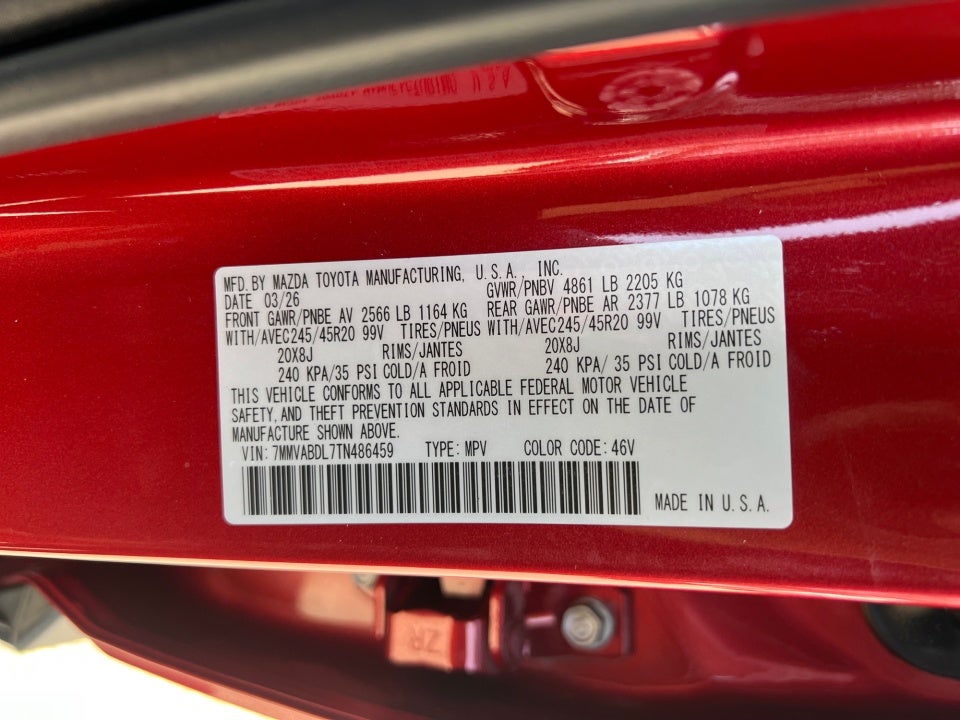 MFD. BY MAZDA TOYOTA MANUFACTURING, U.S.A., INC.
DATE 03/26 GVWR/PNBV 4861 LB 2205 KG
FRONT GAWR/PNBE AV 2566 LB 1164 KG REAR GAWR/PNBE AR 2377 LB 1078 KG
WITH/AVEC245/45R20 99V TIRES/PNEUS WITH/AVEC245/45R20 99V TIRES/PNEUS
20X8J RIMS/JANTES 20X8J RIMS/JANTES
240 KPA/35 PSI COLD/A FROID 240 KPA/ 35 PSI COLD/A FROID
THIS VEHICLE CONFORMS TO ALL APPLICABLE FEDERAL MOTOR VEHICLE
SAFETY, AND THEFT PREVENTION STANDARDS IN EFFECT ON THE DATE OF
MANUFACTURE SHOWN ABOVE.
VIN: 7MMVABDL7TN486459 TYPE: MPV COLOR CODE: 46V
MADE IN U.S.A.
ZR